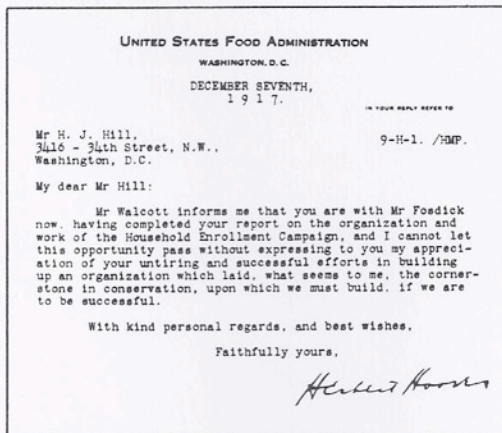 UNITED STATES FOOD ADMINISTRATION
WASHINGTON, D.C.
DECEMBER SEVENTH,
1 9 1 7.
IN YOUR REPLY REFER TO
9-H-1. /HMP.
Mr H. J. Hill,
3416 - 34th Street, N.W.,
Washington, D.C.
My dear Mr Hill:
Mr Walcott informs me that you are with Mr Fosdick
now, having completed your report on the organization and
work of the Household Enrollment Campaign, and I cannot let
this opportunity pass without expressing to you my appreci-
ation of your untiring and successful efforts in building
up an organization which laid, what seems to me, the corner-
stone in conservation, upon which we must build, if we are
to be successful.
With kind personal regards, and best wishes,
Faithfully yours,
Herbert Hoover